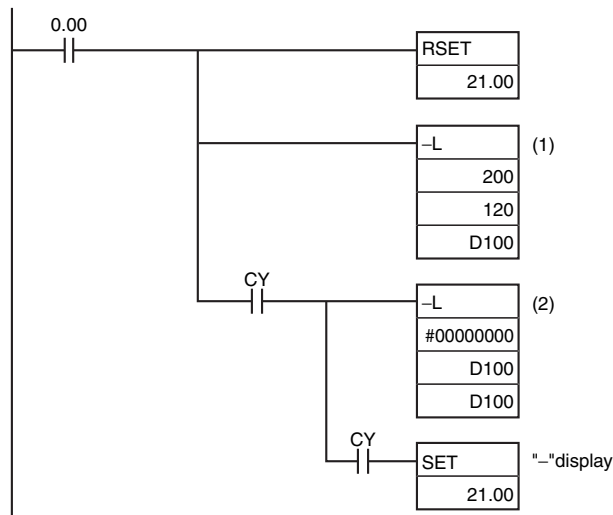 0.00
RSET
21.00
–L (1)
200
120
D100
CY
–L (2)
#00000000
D100
D100
CY
SET "–"display
21.00